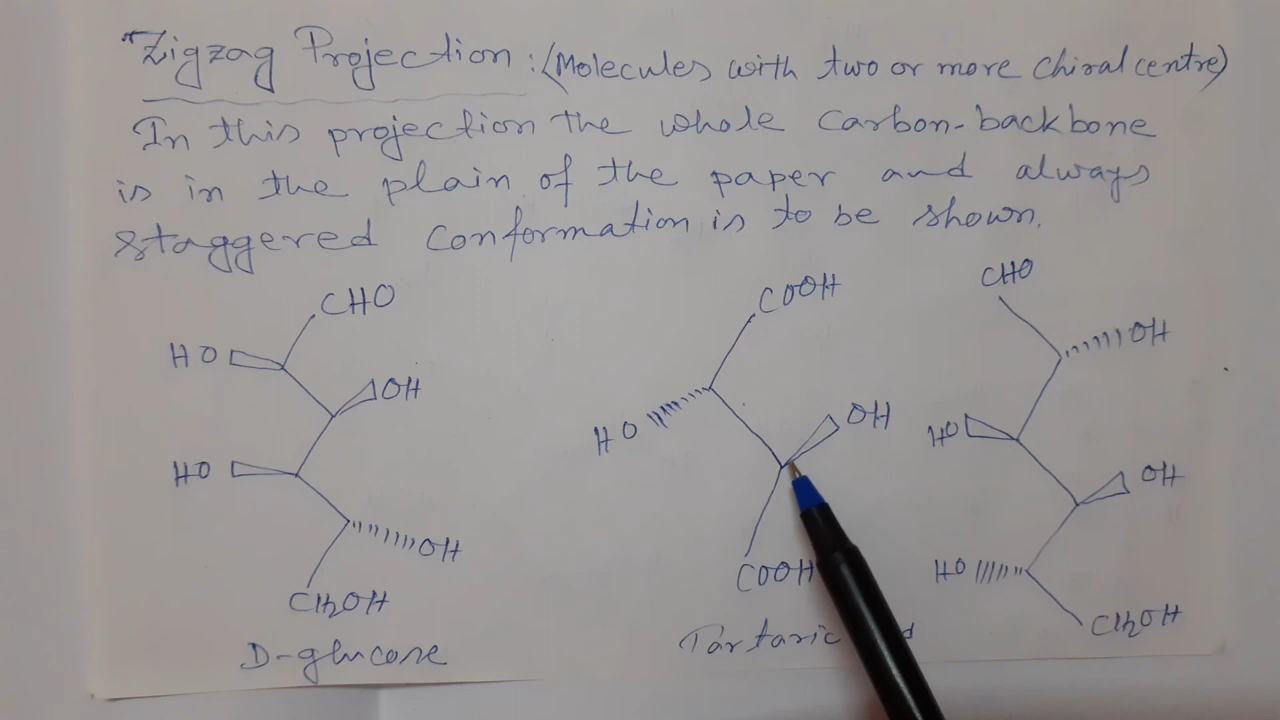 Zigzag Projection :(Molecules with two or more chiral centre)
In this projection the whole carbon-backbone
is in the plain of the paper and always
staggered conformation is to be shown.
CHO
HO
OH
HO
OH
CH2OH
D-glucose
COOH
HO
OH
COOH
Tartaric
CHO
OH
HO
OH
HO
CH2OH